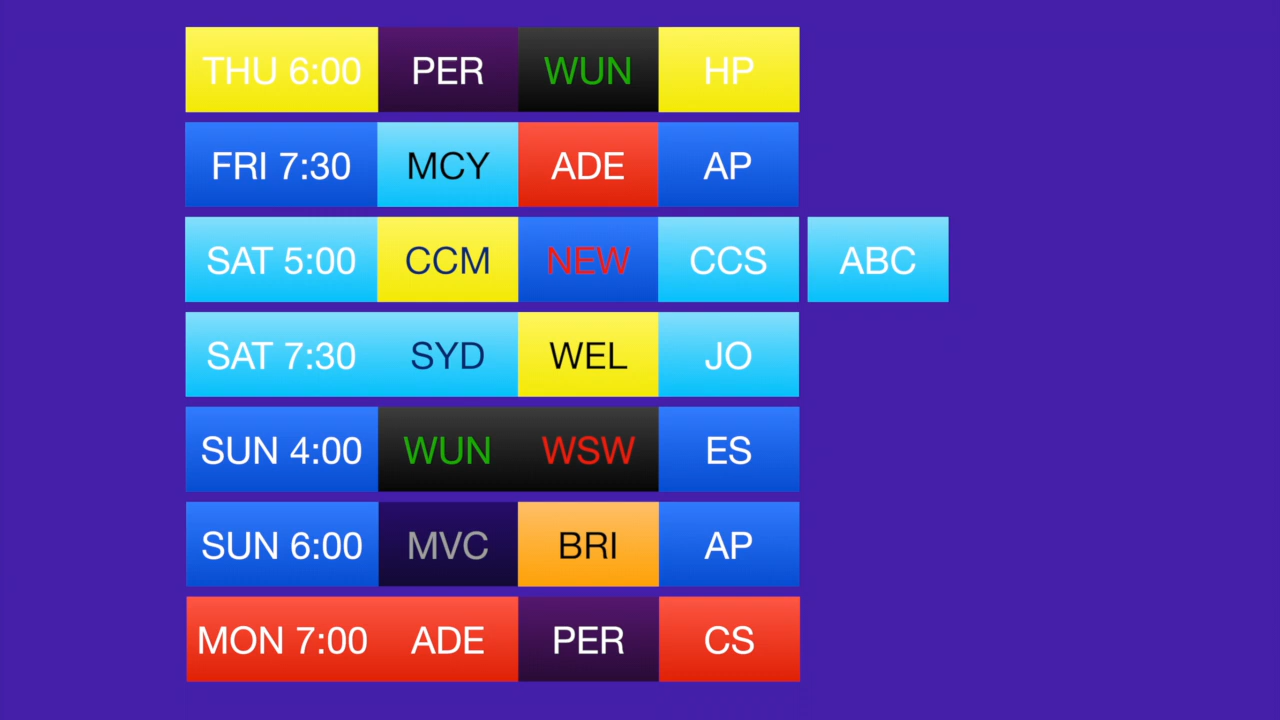 THU 6:00 PER WUN HP
FRI 7:30 MCY ADE AP
SAT 5:00 CCM NEW CCS ABC
SAT 7:30 SYD WEL JO
SUN 4:00 WUN WSW ES
SUN 6:00 MVC BRI AP
MON 7:00 ADE PER CS